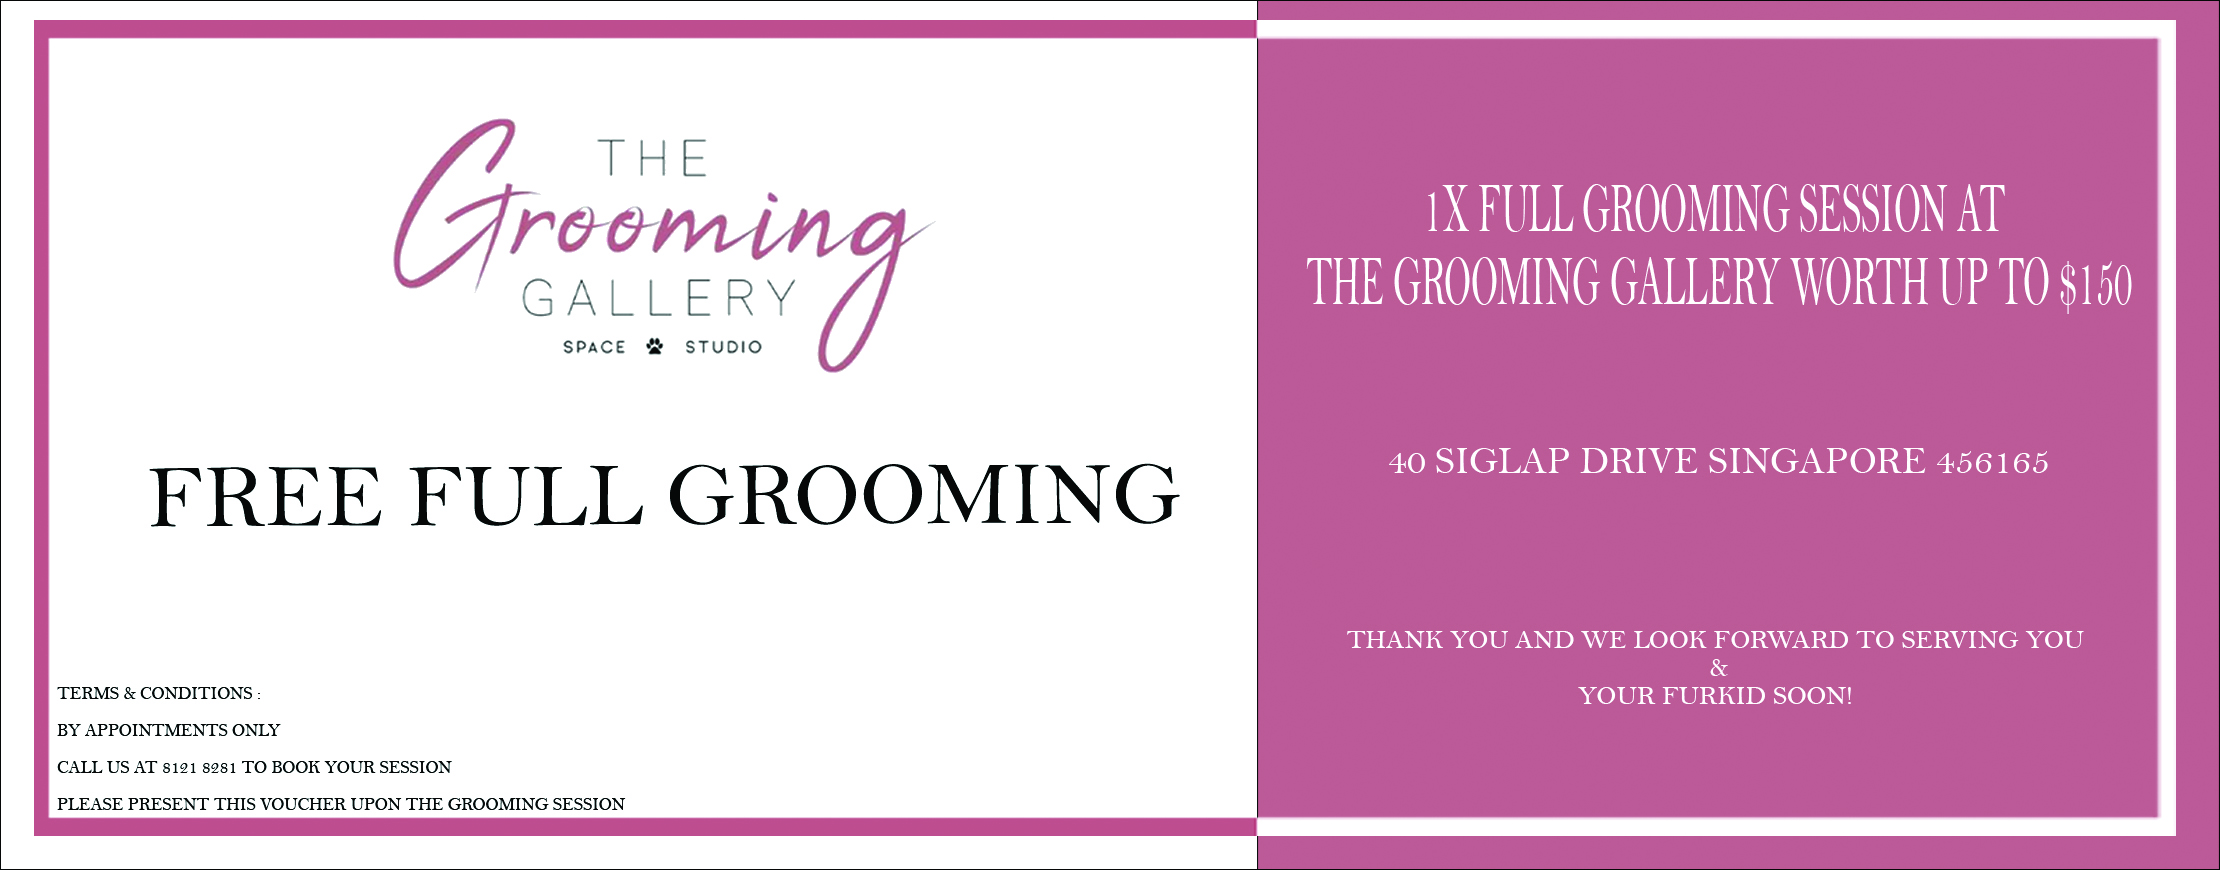 THE
Grooming
GALLERY
SPACE STUDIO
FREE FULL GROOMING
TERMS & CONDITIONS :
BY APPOINTMENTS ONLY
CALL US AT 8121 8281 TO BOOK YOUR SESSION
PLEASE PRESENT THIS VOUCHER UPON THE GROOMING SESSION
1X FULL GROOMING SESSION AT
THE GROOMING GALLERY WORTH UP TO $150
40 SIGLAP DRIVE SINGAPORE 456165
THANK YOU AND WE LOOK FORWARD TO SERVING YOU
&
YOUR FURKID SOON!